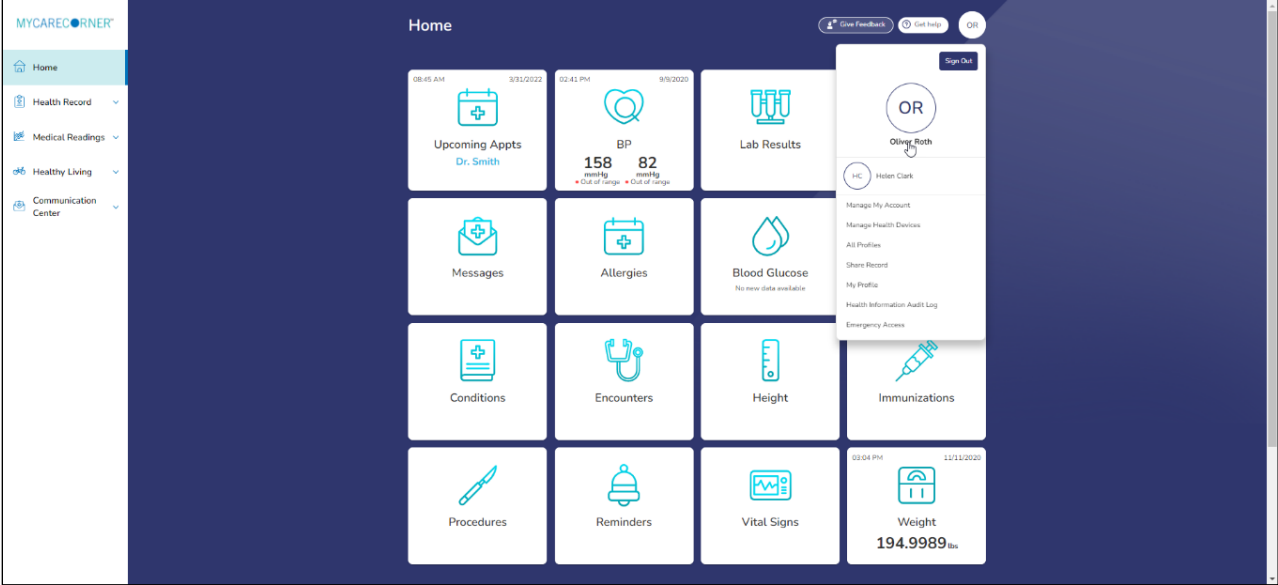 MYCARECORNER
Home
Health Record
Medical Readings
Healthy Living
Communication
Center
Home
Give Feedback
Get help
OR
Sign Out
OR
Oliver Roth
HC
Helen Clark
Manage My Account
Manage Health Devices
All Profiles
Share Record
My Profile
Health Information Audit Log
Emergency Access
08:45 AM 3/31/2022
Upcoming Appts
Dr. Smith
02:41 PM 9/9/2020
BP
158 82
mmHg mmHg
Out of range Out of range
Lab Results
Messages
Allergies
Blood Glucose
No new data available
Conditions
Encounters
Height
Immunizations
Procedures
Reminders
Vital Signs
03:04 PM 11/11/2020
Weight
194.9989 lbs